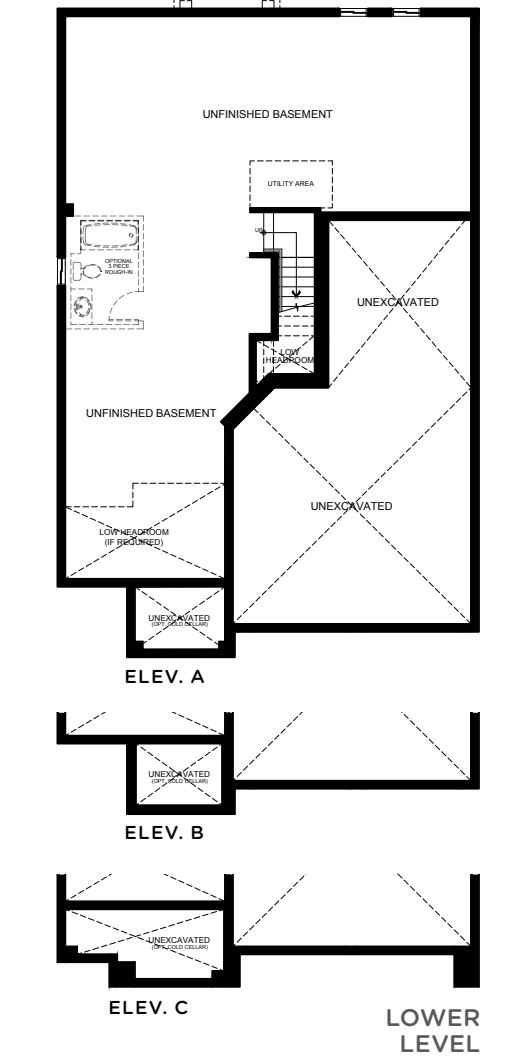 UNFINISHED BASEMENT
UTILITY AREA
UP
OPTIONAL
3 PIECE
ROUGH-IN
UNEXCAVATED
LOW
HEADROOM
UNFINISHED BASEMENT
UNEXCAVATED
LOW HEADROOM
(IF REQUIRED)
UNEXCAVATED
(OPT. COLD CELLAR)
ELEV. A
UNEXCAVATED
(OPT. COLD CELLAR)
ELEV. B
UNEXCAVATED
(OPT. COLD CELLAR)
ELEV. C
LOWER
LEVEL